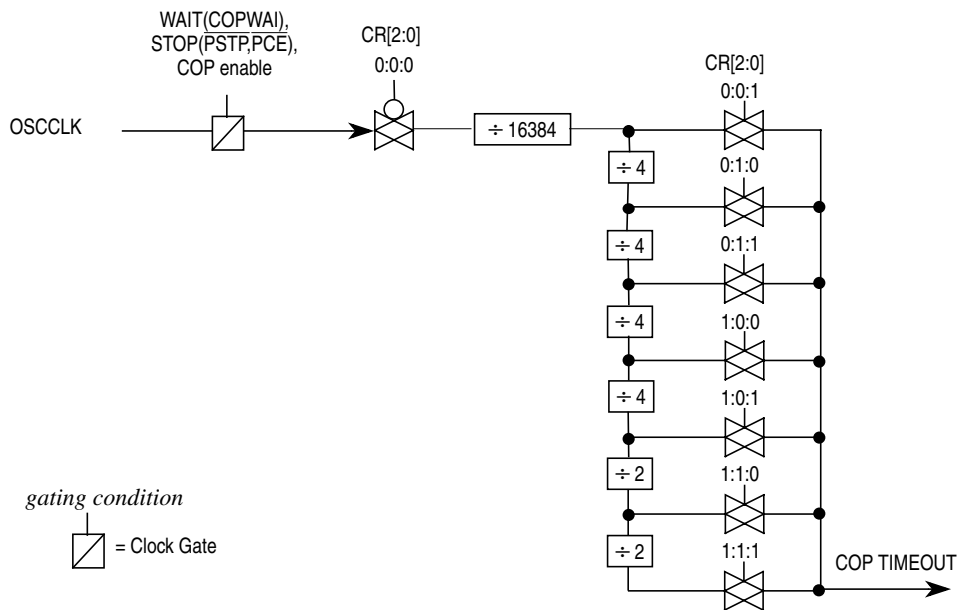 WAIT(COPWAI),
STOP(PSTP,PCE),
COP enable
CR[2:0]
0:0:0
OSCCLK
÷ 16384
CR[2:0]
0:0:1
÷ 4
0:1:0
÷ 4
0:1:1
÷ 4
1:0:0
÷ 4
1:0:1
÷ 2
1:1:0
÷ 2
1:1:1
gating condition
= Clock Gate
COP TIMEOUT